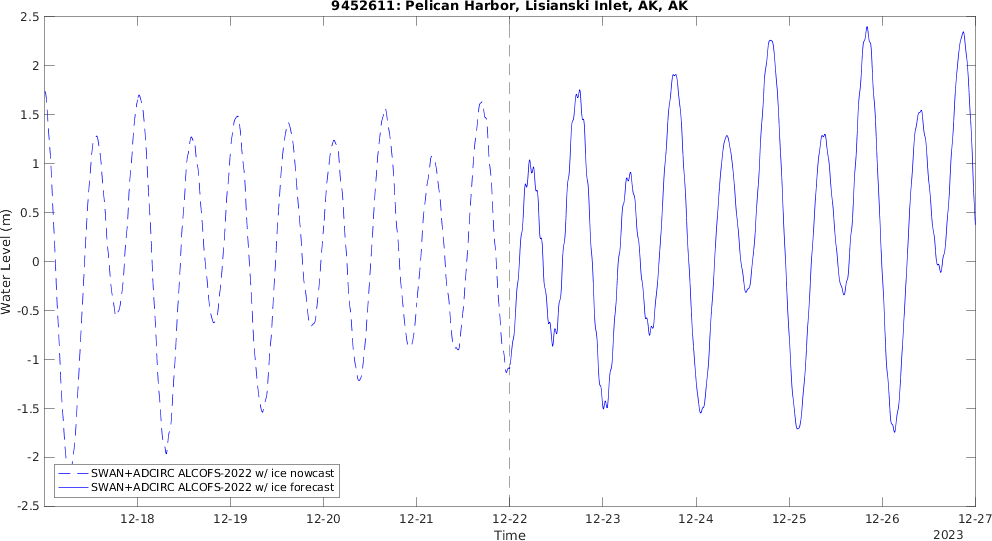 9452611: Pelican Harbor, Lisianski Inlet, AK, AK
2.5
2
1.5
1
0.5
0
-0.5
-1
-1.5
-2
-2.5
Water Level (m)
SWAN+ADCIRC ALCOFS-2022 w/ ice nowcast
SWAN+ADCIRC ALCOFS-2022 w/ ice forecast
12-18 12-19 12-20 12-21 12-22 12-23 12-24 12-25 12-26 12-27
Time
2023